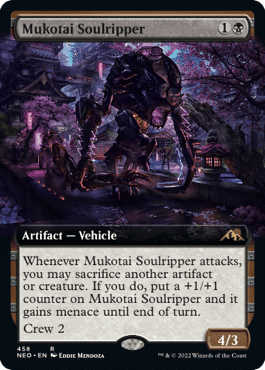 Mukotai Soulripper 1
Artifact — Vehicle
Whenever Mukotai Soulripper attacks,
you may sacrifice another artifact
or creature. If you do, put a +1/+1
counter on Mukotai Soulripper and it
gains menace until end of turn.
Crew 2
4/3
458 R
NEO • EN Eddie Mendoza ™ & © 2022 Wizards of the Coast